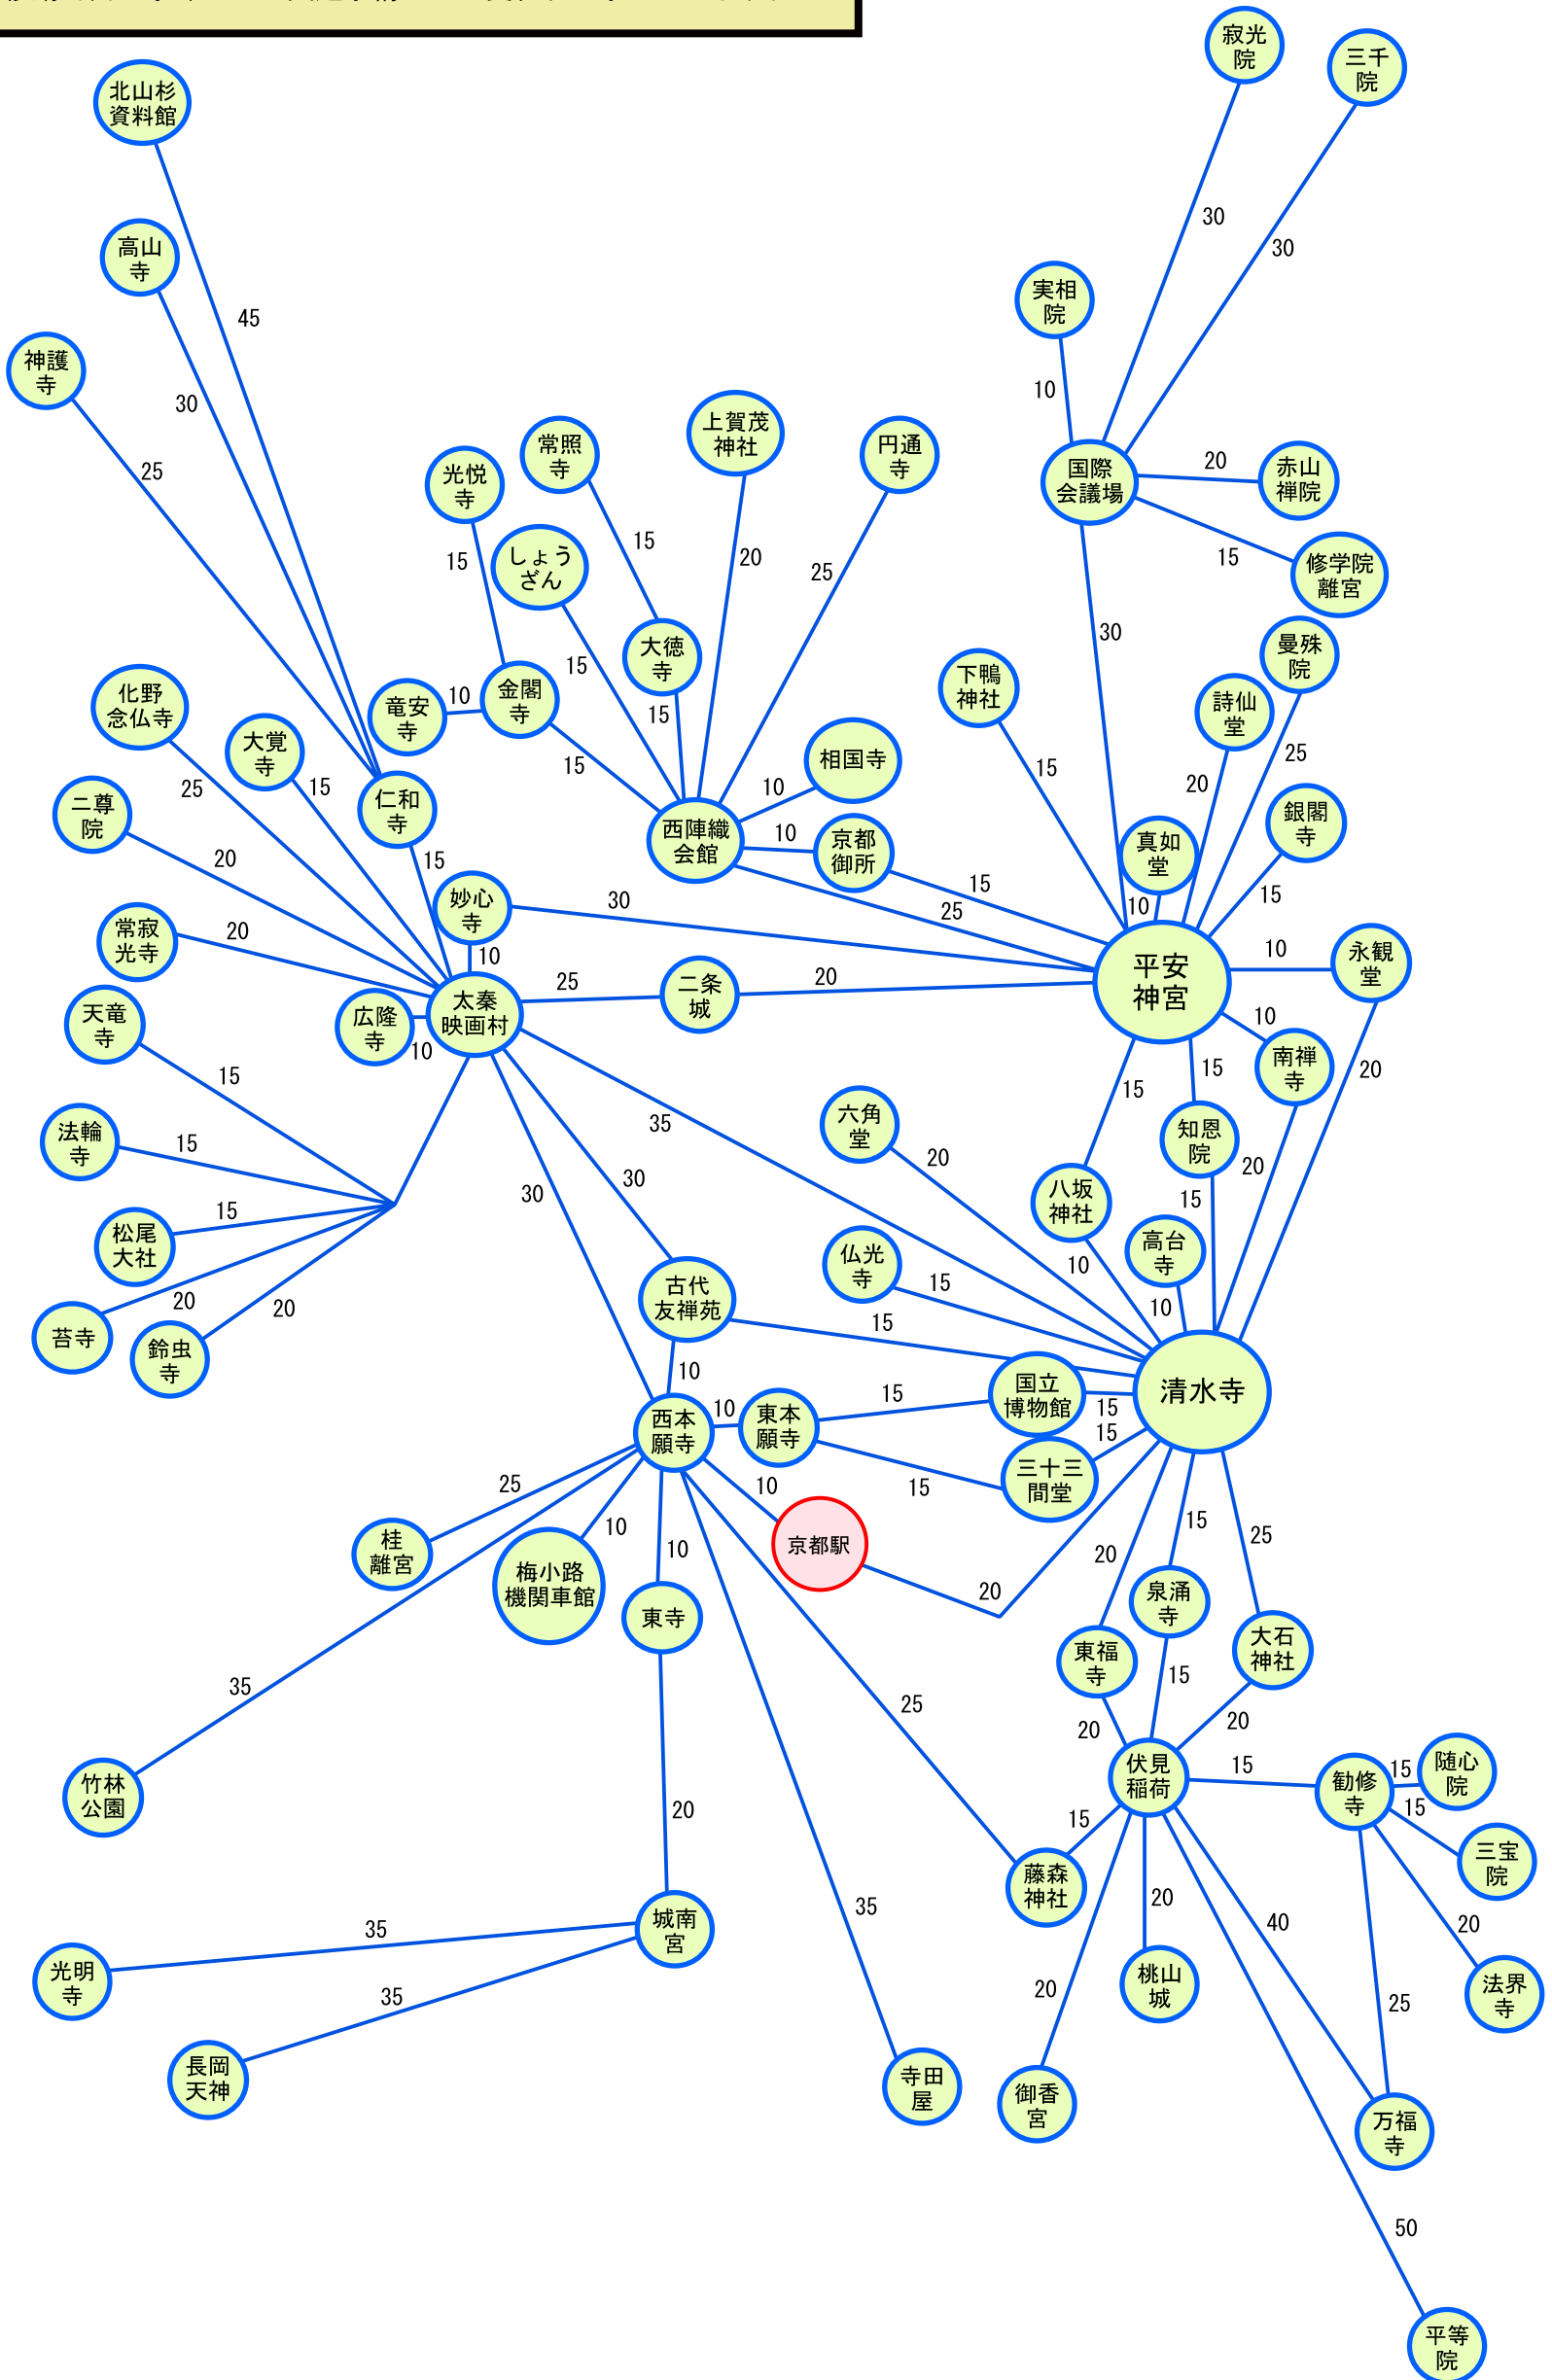 寂光
院
三千
院
北山杉
資料館
30
30
高山
寺
45
実相
院
神護
寺
30
10
25
光悦
寺
常照
寺
上賀茂
神社
円通
寺
国際
会議場
20
赤山
禅院
15
しょう
ざん
15
20
25
15
修学院
離宮
30
化野
念仏寺
大覚
寺
竜安
寺
10
金閣
寺
15
大徳
寺
15
下鴨
神社
曼殊
院
詩仙
堂
25
15
15
相国寺
15
20
25
二尊
院
20
仁和
寺
15
西陣織
会館
10
10
京都
御所
真如
堂
銀閣
寺
15
常寂
光寺
20
妙心
寺
30
15
25
10
10
永観
堂
10
天竜
寺
広隆
寺
10
太秦
映画村
25
二条
城
20
平安
神宮
10
南禅
寺
15
15
15
20
法輪
寺
15
35
六角
堂
20
知恩
院
20
15
30
30
八坂
神社
松尾
大社
15
仏光
寺
15
10
高台
寺
10
苔寺
20
鈴虫
寺
20
古代
友禅苑
15
10
西本
願寺
10
東本
願寺
15
国立
博物館
15
清水寺
15
三十三
間堂
15
25
10
京都駅
桂
離宮
梅小路
機関車館
10
10
東寺
20
20
15
25
泉涌
寺
東福
寺
大石
神社
35
25
15
20
20
竹林
公園
伏見
稲荷
15
勧修
寺
15
随心
院
15
三宝
院
20
15
藤森
神社
35
20
40
20
光明
寺
35
城南
宮
35
20
桃山
城
25
法界
寺
長岡
天神
寺田
屋
御香
宮
万福
寺
50
平等
院